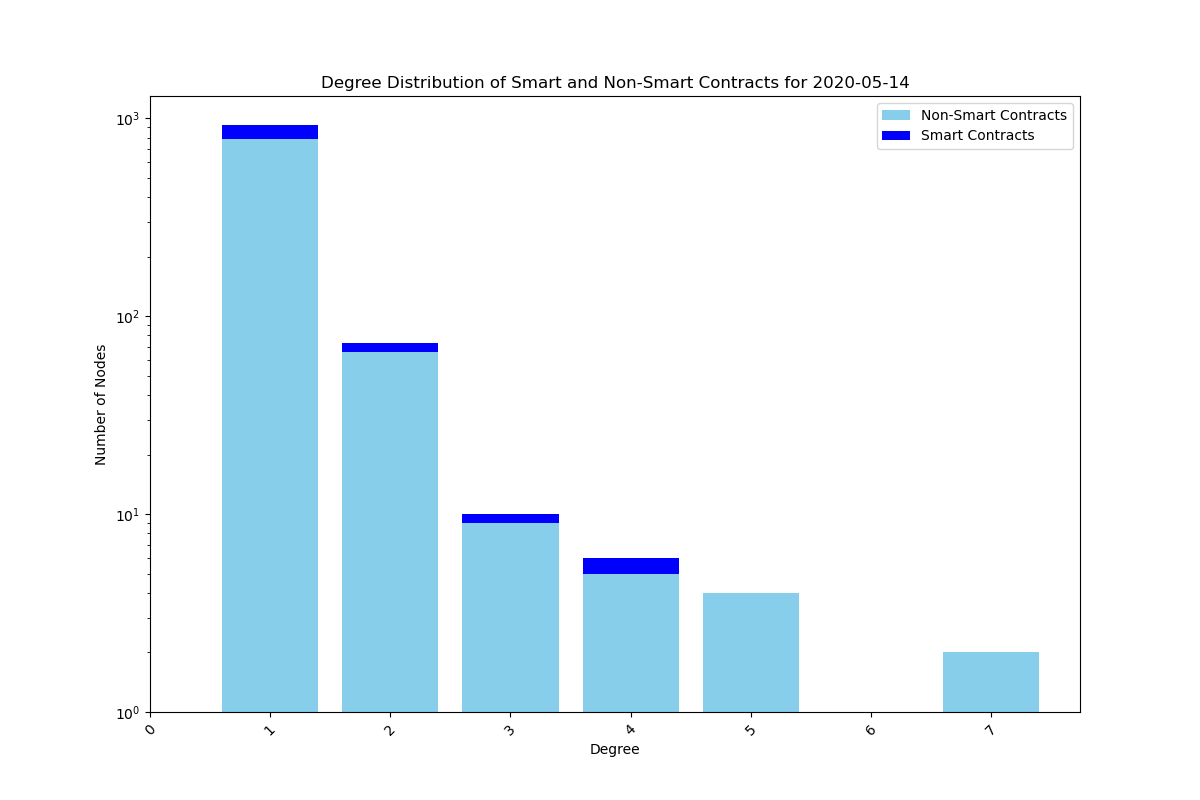 Degree Distribution of Smart and Non-Smart Contracts for 2020-05-14
Non-Smart Contracts
Smart Contracts
Number of Nodes
10³
10²
10¹
10⁰
0 1 2 3 4 5 6 7
Degree